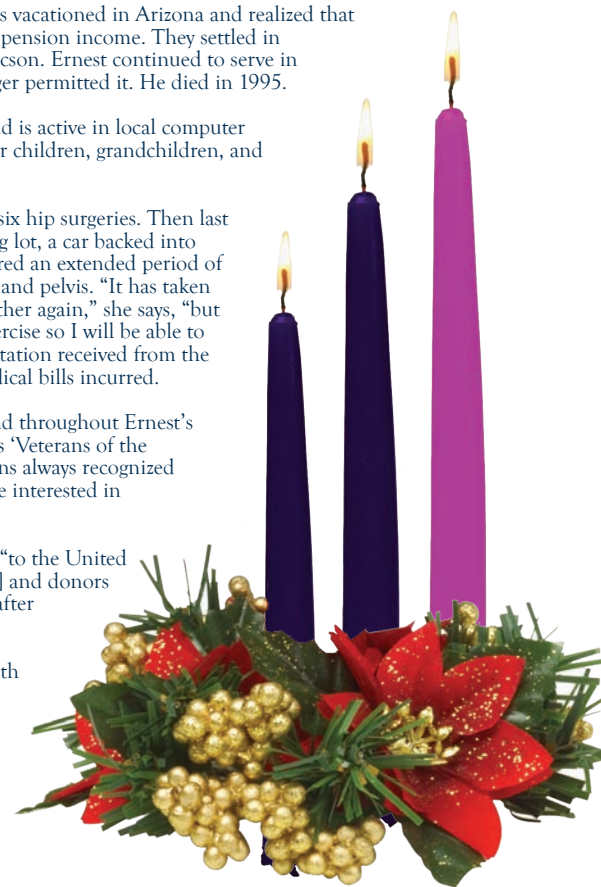 s vacationed in Arizona and realized that
pension income. They settled in
cson. Ernest continued to serve in
ger permitted it. He died in 1995.
d is active in local computer
r children, grandchildren, and
six hip surgeries. Then last
g lot, a car backed into
red an extended period of
and pelvis. “It has taken
ther again,” she says, “but
ercise so I will be able to
tation received from the
dical bills incurred.
nd throughout Ernest’s
s ‘Veterans of the
ns always recognized
e interested in
“to the United
] and donors
after
th